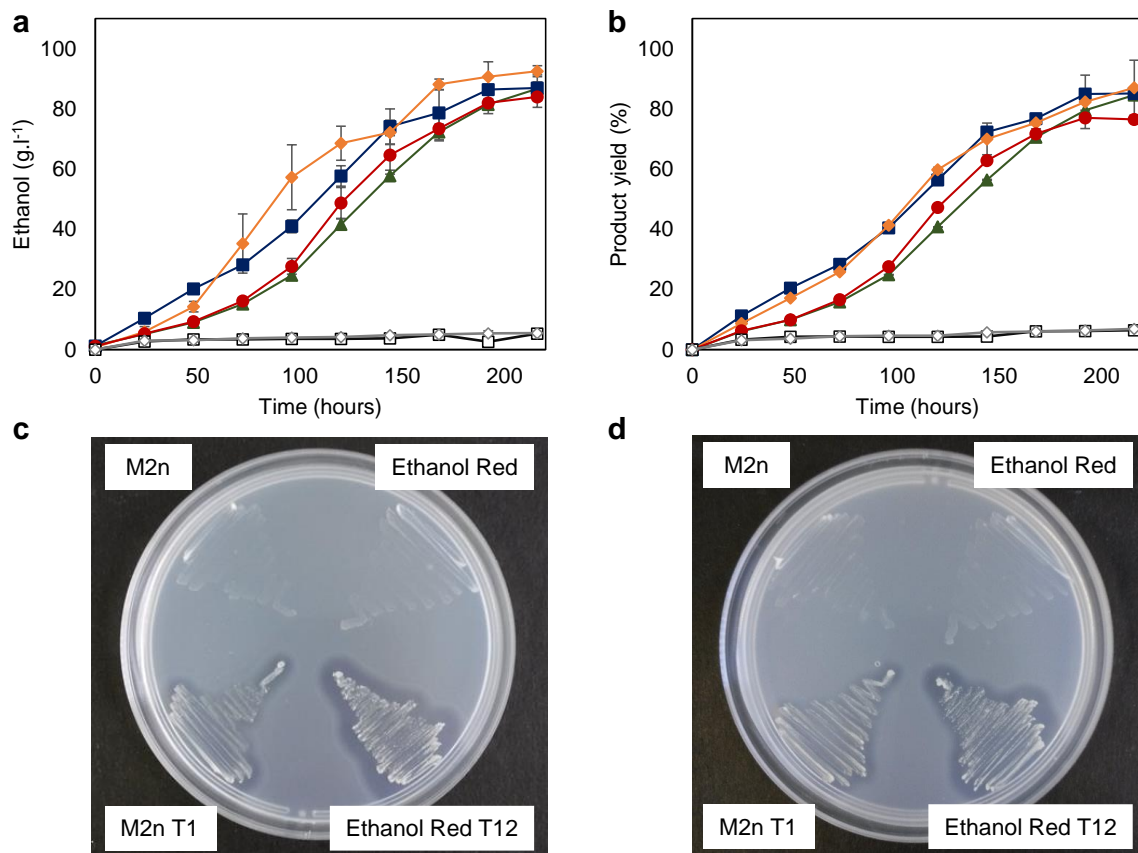 a
Ethanol (g.l⁻¹)
100
80
60
40
20
0
0 50 100 150 200
Time (hours)
b
Product yield (%)
100
80
60
40
20
0
0 50 100 150 200
Time (hours)
c
M2n
Ethanol Red
M2n T1
Ethanol Red T12
d
M2n
Ethanol Red
M2n T1
Ethanol Red T12